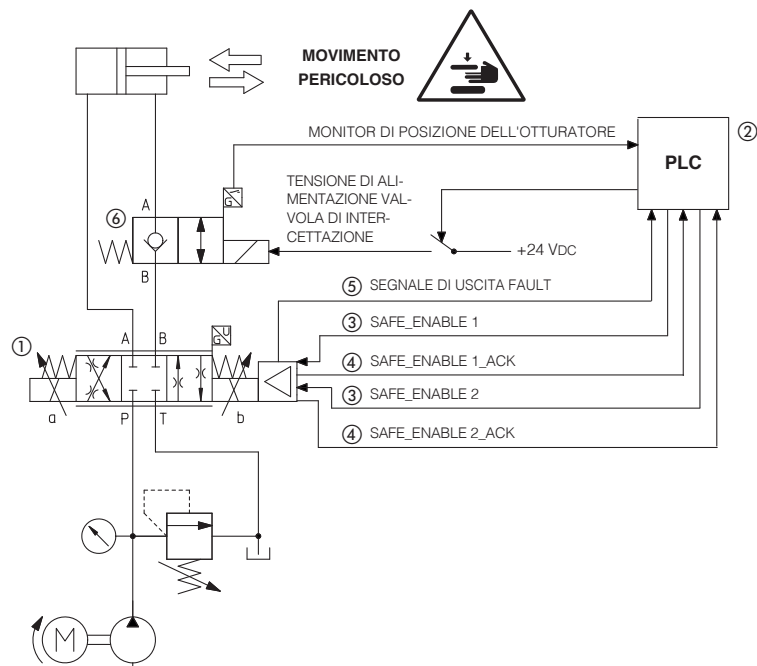 MOVIMENTO
PERICOLOSO
MONITOR DI POSIZIONE DELL'OTTURATORE
②
PLC
TENSIONE DI ALI-
MENTAZIONE VAL-
VOLA DI INTER-
CETTAZIONE
G
A
⑥
+24 VDC
B
⑤ SEGNALE DI USCITA FAULT
③ SAFE_ENABLE 1
① A B U
G
④ SAFE_ENABLE 1_ACK
③ SAFE_ENABLE 2
a P T b
④ SAFE_ENABLE 2_ACK
M